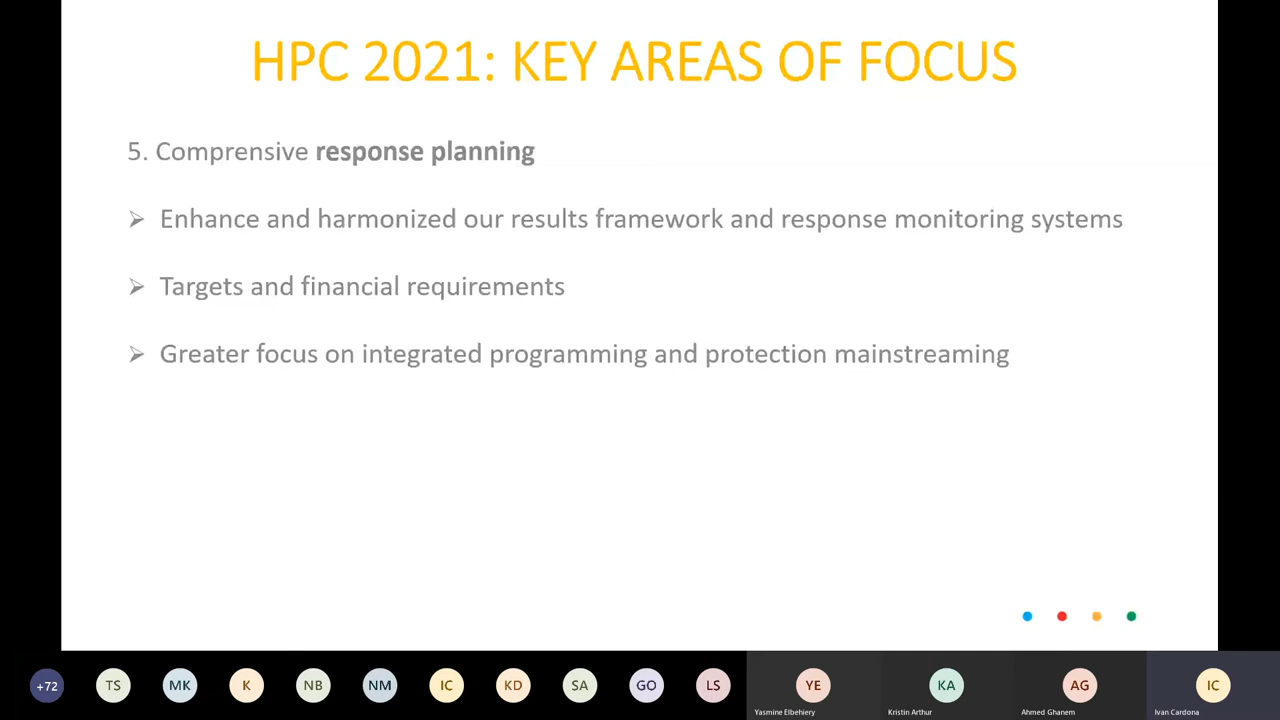 HPC 2021: KEY AREAS OF FOCUS
5. Comprensive response planning
Enhance and harmonized our results framework and response monitoring systems
Targets and financial requirements
Greater focus on integrated programming and protection mainstreaming
+72 TS MK K NB NM IC KD SA GO LS YE KA AG IC
Yasmine Elbehiery Kristin Arthur Ahmed Ghanem Ivan Cardona